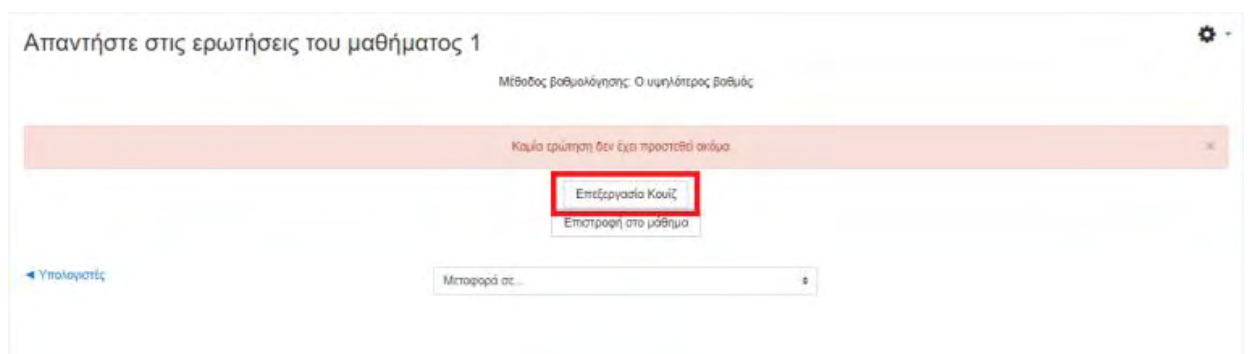 Απαντήστε στις ερωτήσεις του μαθήματος 1
Μέθοδος βαθμολόγησης: Ο υψηλότερος βαθμός
Καμία ερώτηση δεν έχει προστεθεί ακόμα
×
Επεξεργασία Κουίζ
Επιστροφή στο μάθημα
◄ Υπολογιστές
Μεταφορά σε...